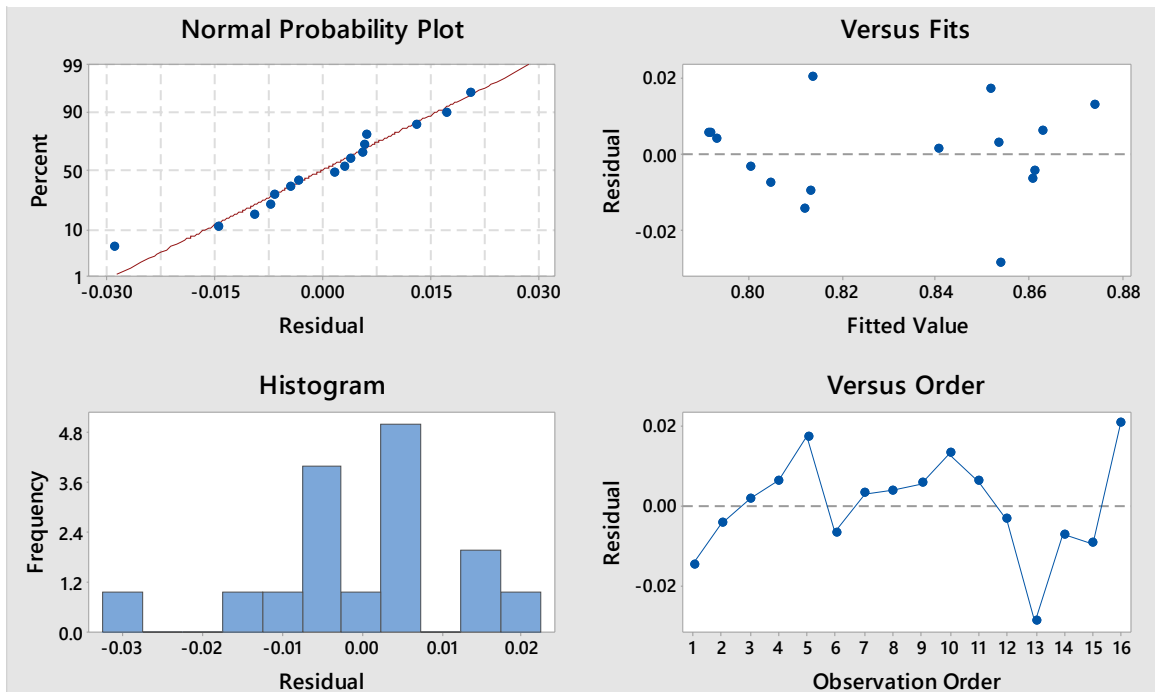 Normal Probability Plot
99
90
50
10
1
Percent
-0.030 -0.015 0.000 0.015 0.030
Residual
Versus Fits
0.02
0.00
-0.02
Residual
0.80 0.82 0.84 0.86 0.88
Fitted Value
Histogram
4.8
3.6
2.4
1.2
0.0
Frequency
-0.03 -0.02 -0.01 0.00 0.01 0.02
Residual
Versus Order
0.02
0.00
-0.02
Residual
1 2 3 4 5 6 7 8 9 10 11 12 13 14 15 16
Observation Order